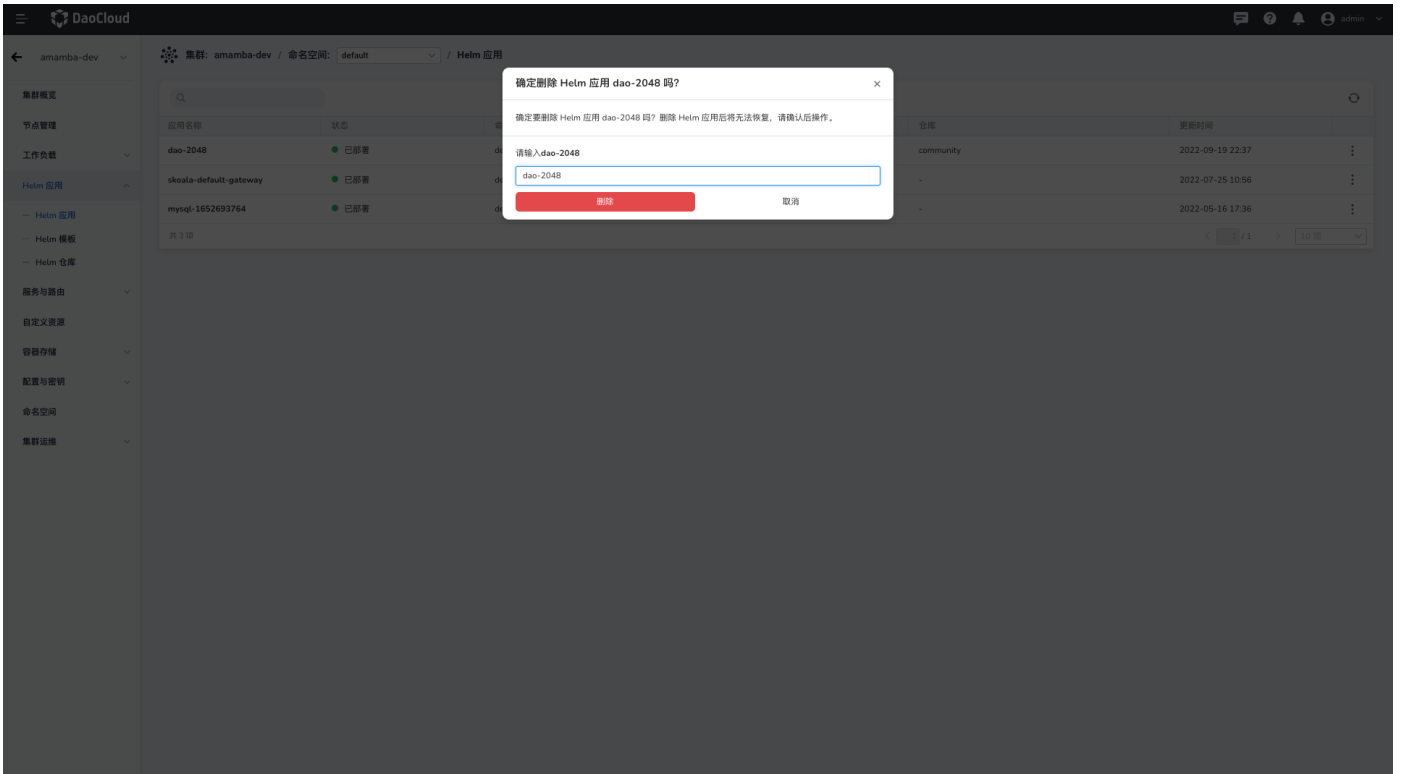 DaoCloud
admin
amamba-dev
集群: amamba-dev / 命名空间: default / Helm 应用
集群概览
节点管理
工作负载
Helm 应用
Helm 应用
Helm 模板
Helm 仓库
服务与路由
自定义资源
容器存储
配置与密钥
命名空间
集群运维
应用名称 状态 命 仓库 更新时间
dao-2048 已部署 de community 2022-09-19 22:37
skoala-default-gateway 已部署 de - 2022-07-25 10:56
mysql-1652693764 已部署 de - 2022-05-16 17:36
共 3 项 1 / 1 10 项
确定删除 Helm 应用 dao-2048 吗?
确定要删除 Helm 应用 dao-2048 吗? 删除 Helm 应用后将无法恢复, 请确认后操作。
请输入dao-2048
dao-2048
删除 取消